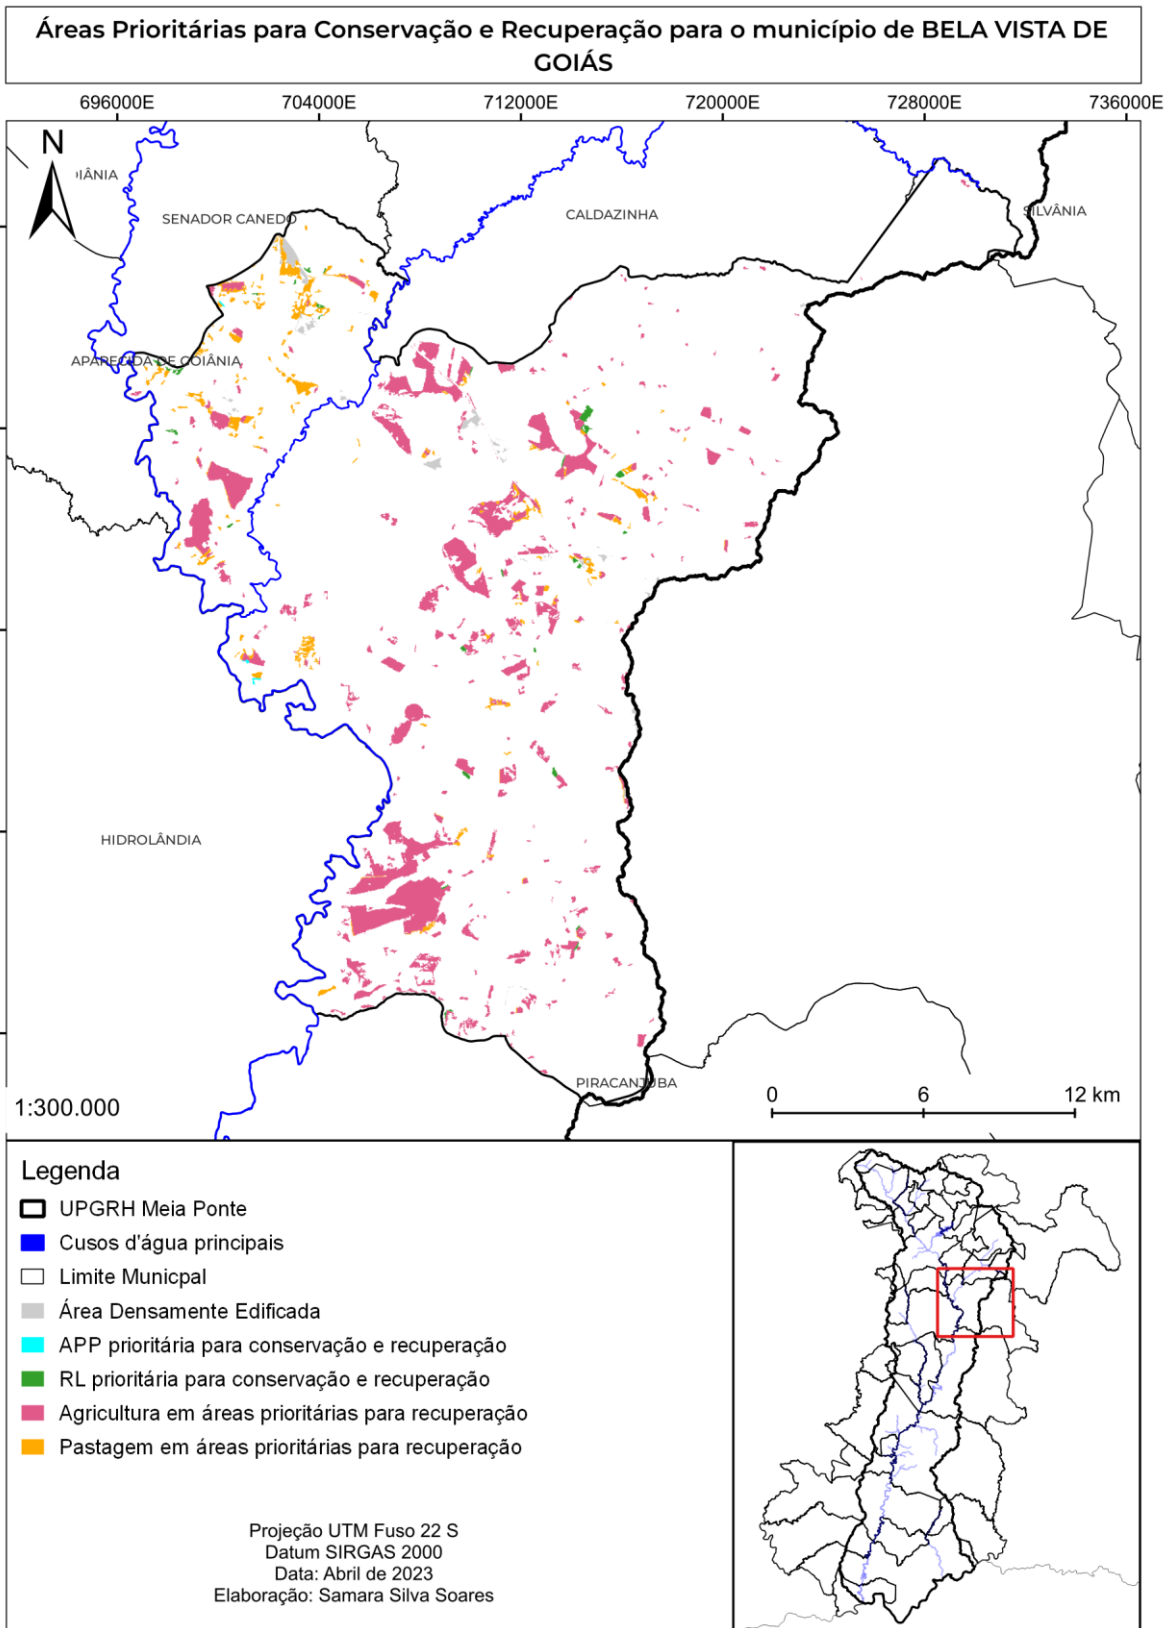 Áreas Prioritárias para Conservação e Recuperação para o município de BELA VISTA DE
GOIÁS
696000E 704000E 712000E 720000E 728000E 736000E
N
IÂNIA
SENADOR CANEDO
CALDAZINHA
SILVÂNIA
APARECIDA DE GOIÂNIA
HIDROLÂNDIA
PIRACANJUBA
1:300.000
0 6 12 km
Legenda
UPGRH Meia Ponte
Cusos d'água principais
Limite Municpal
Área Densamente Edificada
APP prioritária para conservação e recuperação
RL prioritária para conservação e recuperação
Agricultura em áreas prioritárias para recuperação
Pastagem em áreas prioritárias para recuperação
Projeção UTM Fuso 22 S
Datum SIRGAS 2000
Data: Abril de 2023
Elaboração: Samara Silva Soares